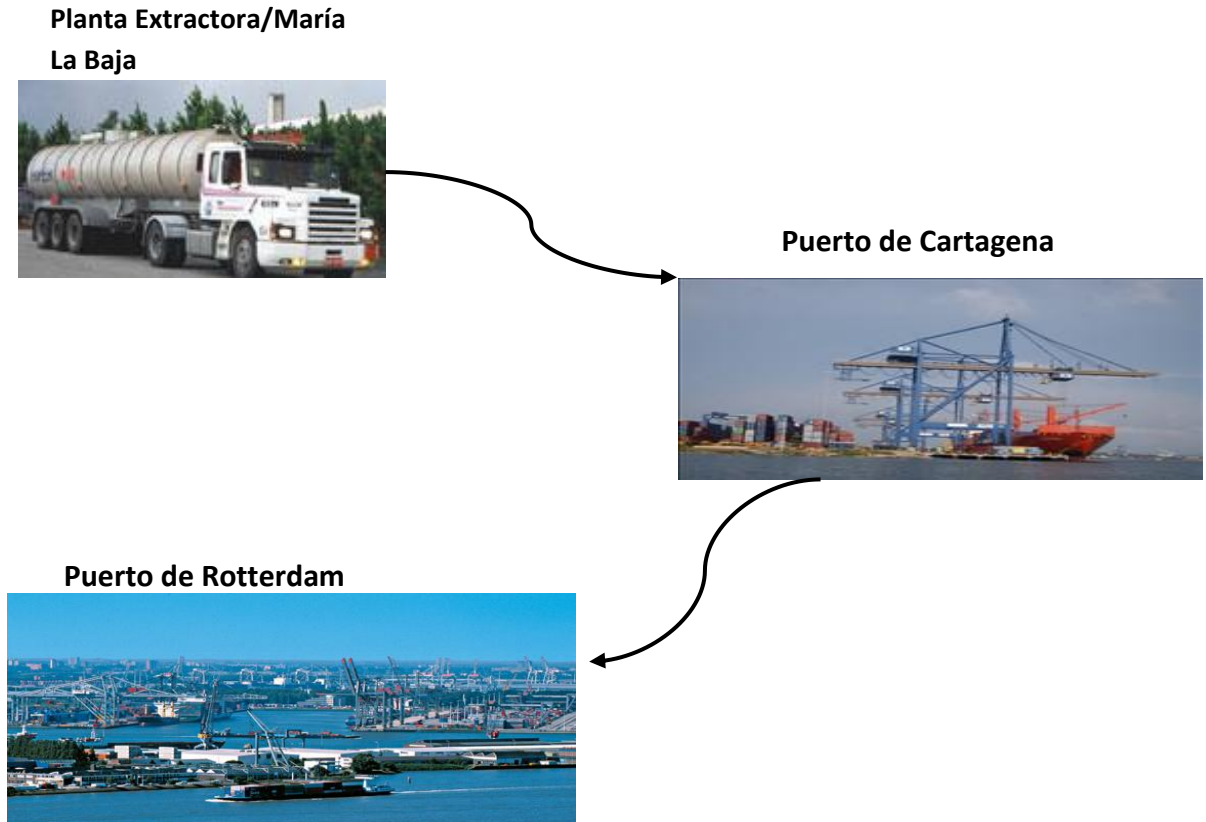 Planta Extractora/María
La Baja
Puerto de Cartagena
Puerto de Rotterdam